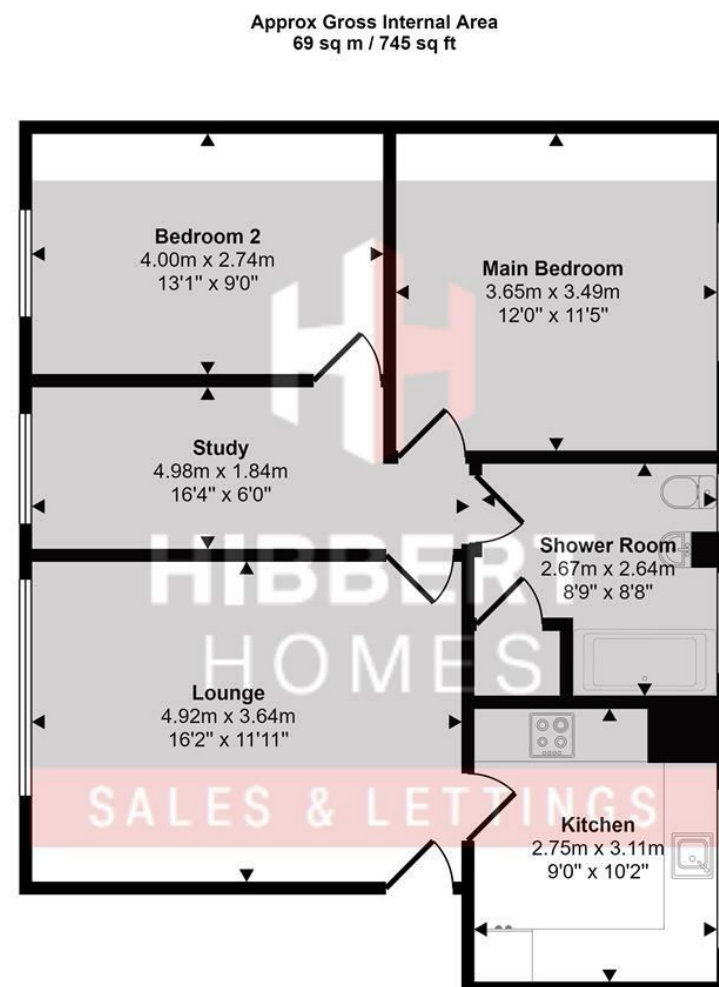 Approx Gross Internal Area
69 sq m / 745 sq ft
Bedroom 2
4.00m x 2.74m
13'1" x 9'0"
Main Bedroom
3.65m x 3.49m
12'0" x 11'5"
Study
4.98m x 1.84m
16'4" x 6'0"
Shower Room
2.67m x 2.64m
8'9" x 8'8"
HIBBERT
HOMES
Lounge
4.92m x 3.64m
16'2" x 11'11"
SALES & LETTINGS
Kitchen
2.75m x 3.11m
9'0" x 10'2"